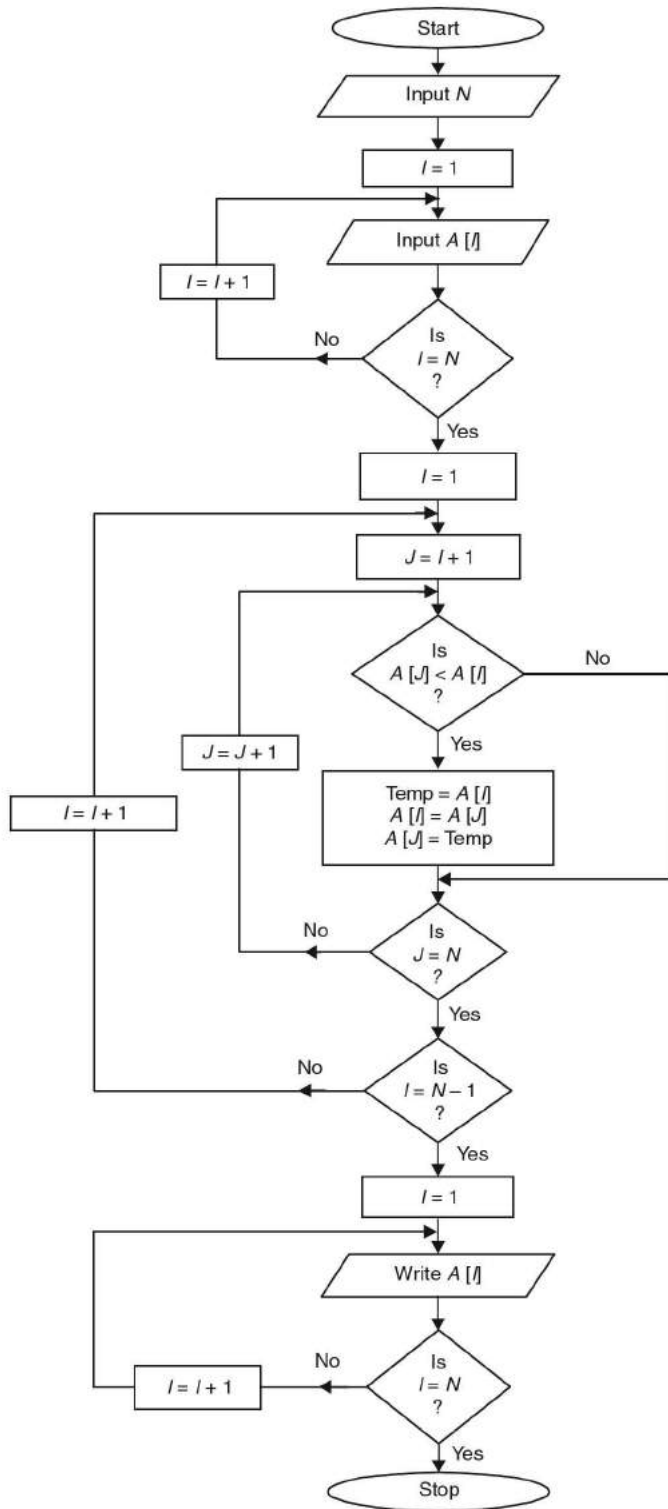 Start
Input N
I = 1
Input A [I]
I = I + 1
Is
I = N
?
No
Yes
I = 1
J = I + 1
Is
A [J] < A [I]
?
No
Yes
J = J + 1
Temp = A [I]
A [I] = A [J]
A [J] = Temp
I = I + 1
Is
J = N
?
No
Yes
Is
I = N – 1
?
No
Yes
I = 1
Write A [I]
Is
I = N
?
No
I = I + 1
Yes
Stop